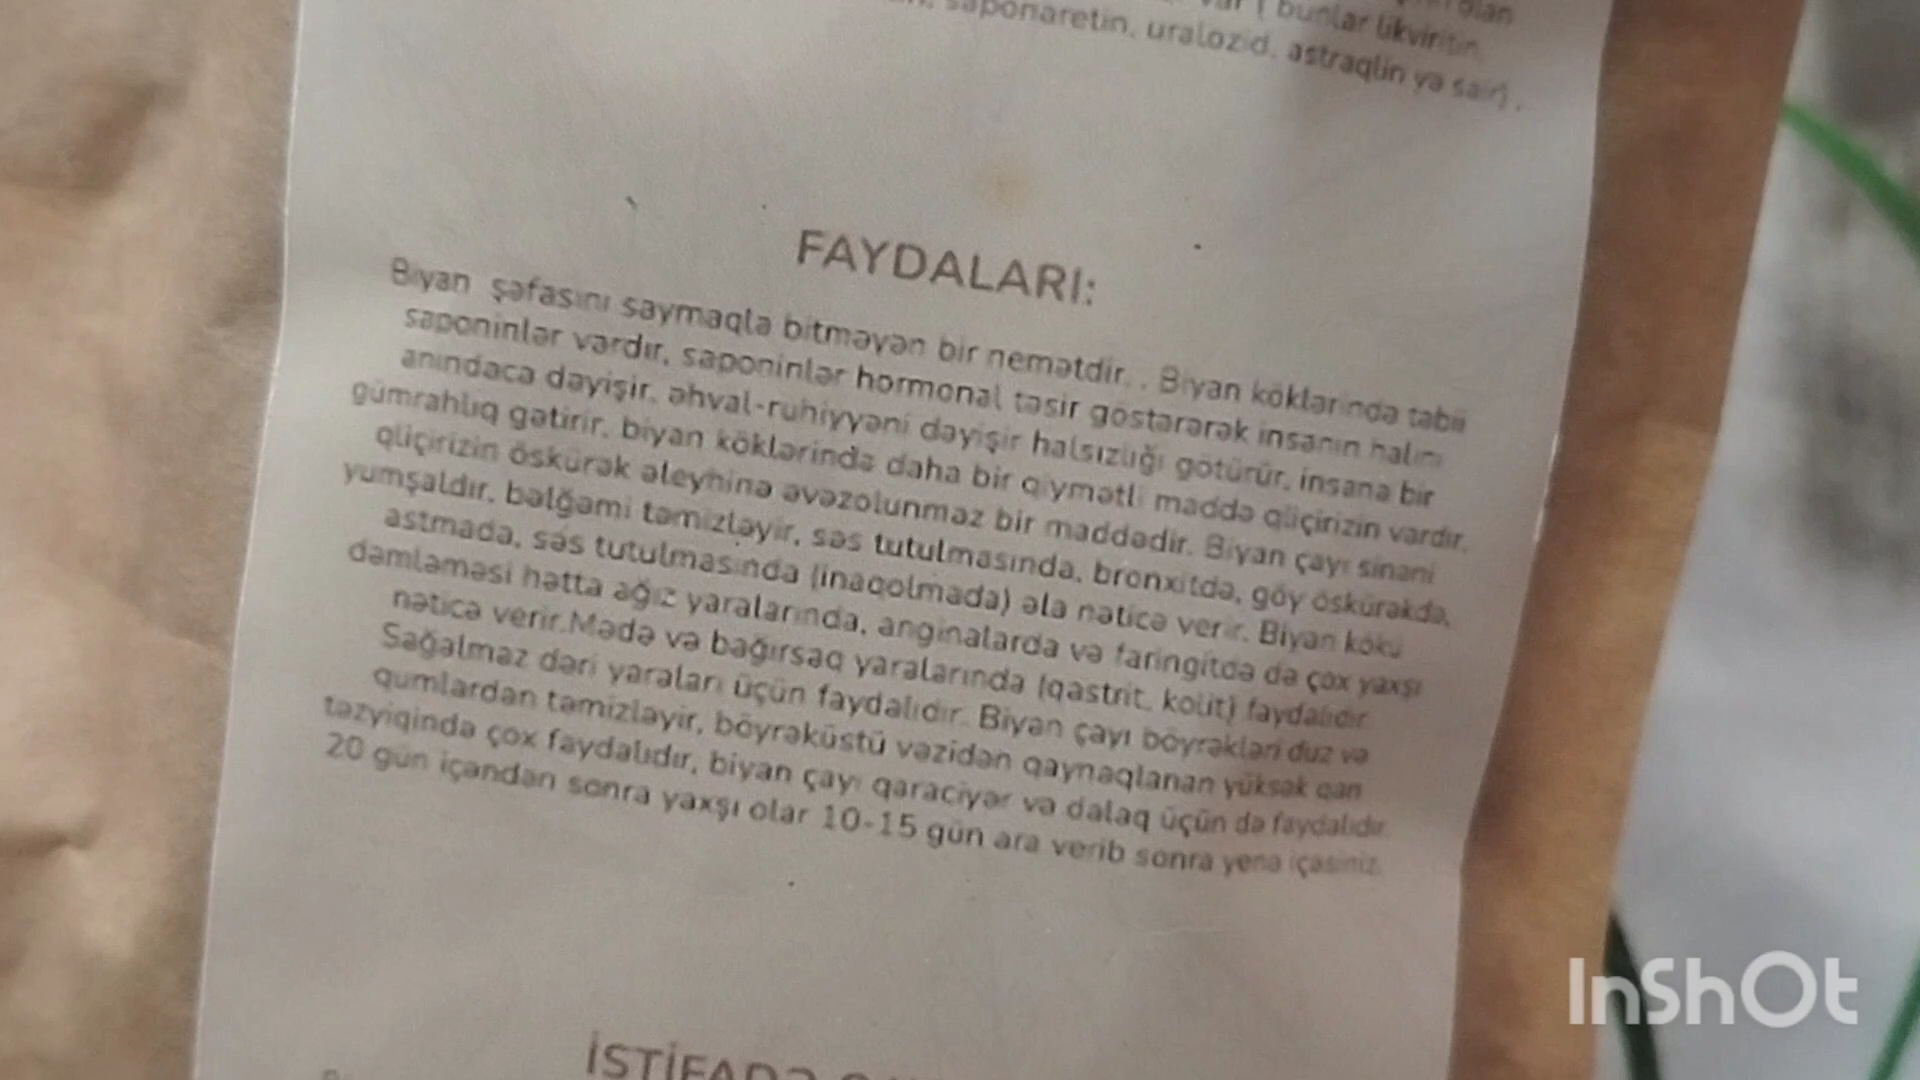 var ( bunlar likviritin,
saponaretin, uralozid, astraqlin və sair) .
FAYDALARI:
Biyan şəfasını saymaqla bitməyən bir nemətdir. . Biyan köklərində təbii
saponinlər vardır, saponinlər hormonal təsir göstərərək insanın halını
anındaca dəyişir, əhval-ruhiyyəni dəyişir halsızlığı götürür, insana bir
gümrahlıq gətirir, biyan köklərində daha bir qiymətli maddə qliçirizin vardır,
qliçirizin öskürək əleyhinə əvəzolunmaz bir maddədir. Biyan çayı sinəni
yumşaldır, bəlğəmi təmizləyir, səs tutulmasında, bronxitdə, göy öskürəkdə,
astmada, səs tutulmasında (inaqolmada) əla nəticə verir. Biyan kökü
dəmləməsi hətta ağız yaralarında, anginalarda və faringitdə də çox yaxşı
nəticə verir.Mədə və bağırsaq yaralarında (qastrit, kolit) faydalıdır.
Sağalmaz dəri yaraları üçün faydalıdır. Biyan çayı böyrəkləri duz və
qumlardan təmizləyir, böyrəküstü vəzidən qaynaqlanan yüksək qan
təzyiqində çox faydalıdır, biyan çayı qaraciyər və dalaq üçün də faydalıdır.
20 gün içəndən sonra yaxşı olar 10-15 gün ara verib sonra yenə içəsiniz.
İSTİFADƏ
InShOt